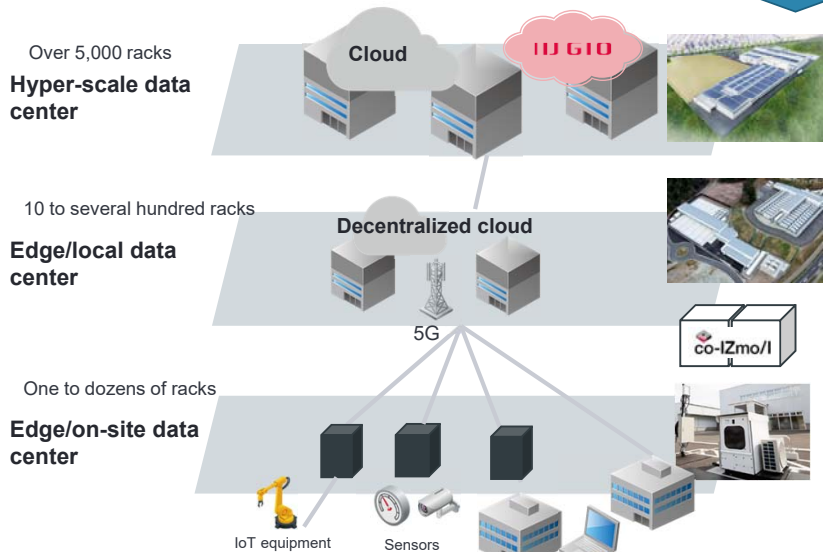 Over 5,000 racks
Hyper-scale data
center
Cloud
IIJ GIO
10 to several hundred racks
Edge/local data
center
Decentralized cloud
5G
co-IZmo/I
One to dozens of racks
Edge/on-site data
center
IoT equipment
Sensors